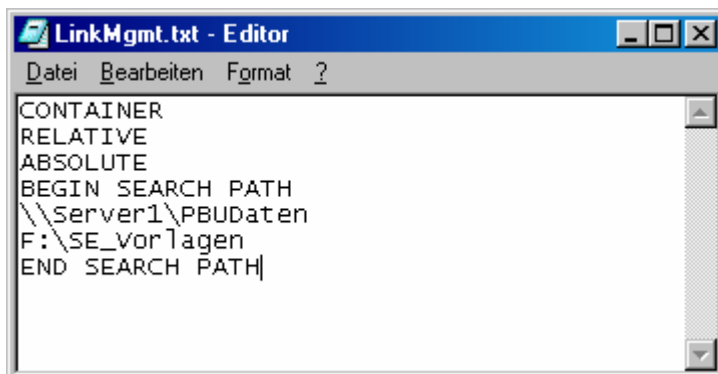 LinkMgmt.txt - Editor
Datei Bearbeiten Format ?
CONTAINER
RELATIVE
ABSOLUTE
BEGIN SEARCH PATH
\\Server1\PBUDaten
F:\SE_Vorlagen
END SEARCH PATH